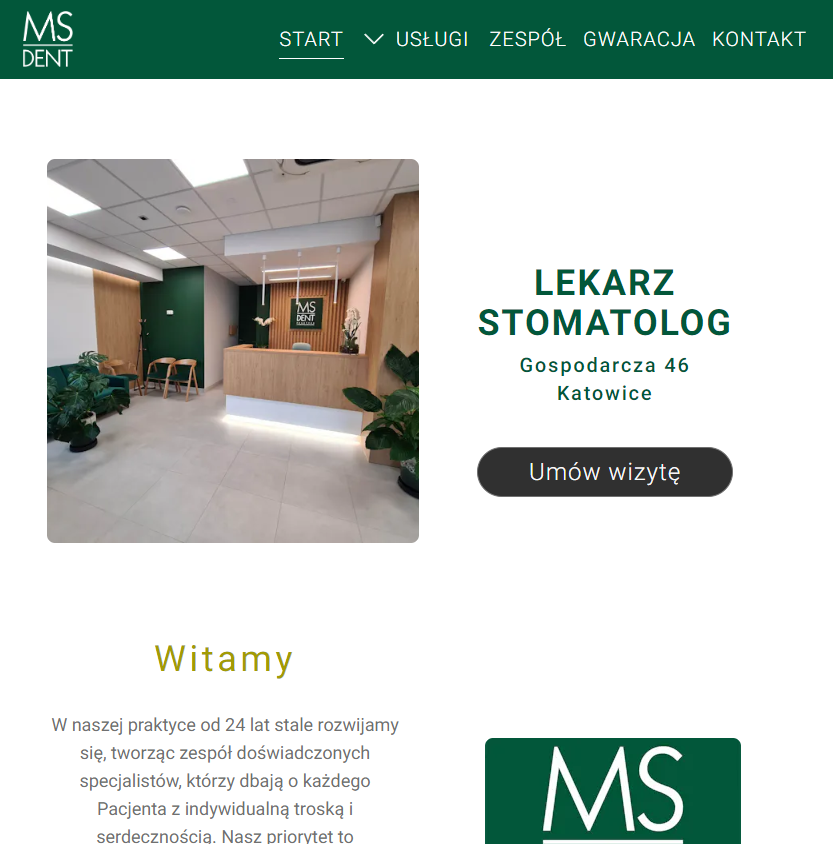 MS
DENT
START
USŁUGI
ZESPÓŁ
GWARACJA
KONTAKT
MS
DENT
LEKARZ
STOMATOLOG
Gospodarcza 46
Katowice
Umów wizytę
Witamy
W naszej praktyce od 24 lat stale rozwijamy
się, tworząc zespół doświadczonych
specjalistów, którzy dbają o każdego
Pacjenta z indywidualną troską i
serdecznością. Nasz priorytet to
MS